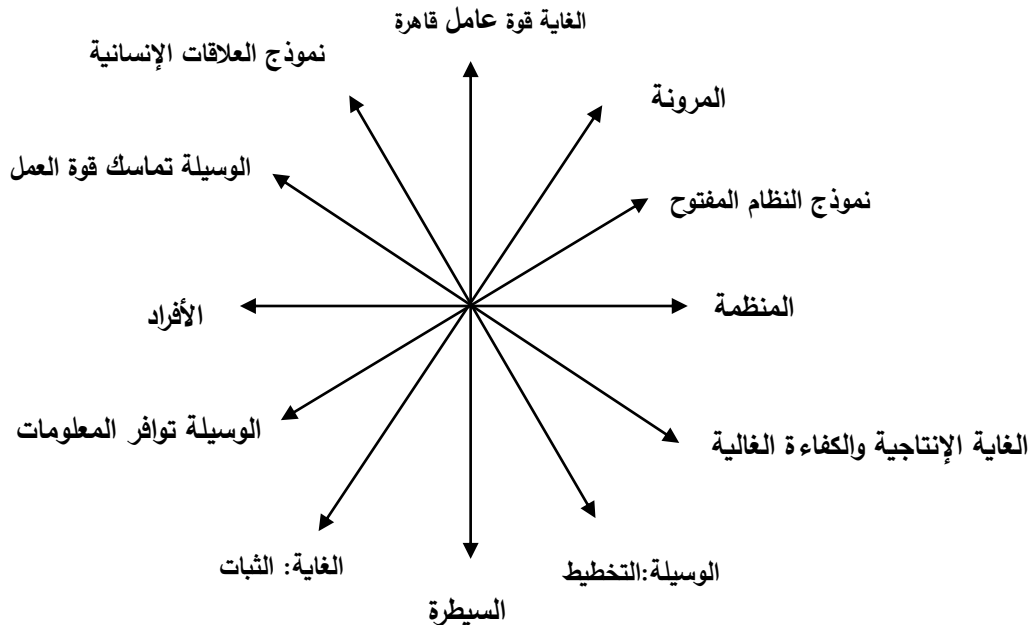 الغاية قوة عامل قاهرة
نموذج العلاقات الإنسانية
المرونة
الوسيلة تماسك قوة العمل
نموذج النظام المفتوح
المنظمة
الأفراد
الوسيلة توافر المعلومات
الغاية الإنتاجية والكفاءة الغالية
الغاية: الثبات
الوسيلة:التخطيط
السيطرة